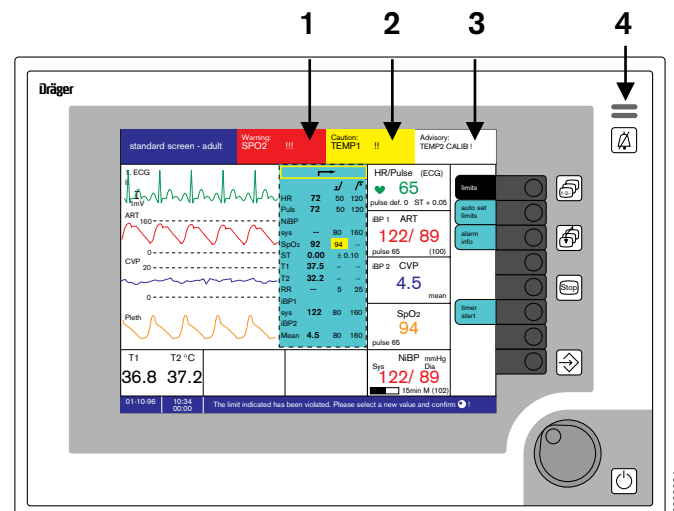 1 2 3 4
Dräger
standard screen - adult
Warning:
SPO2 !!!
Caution:
TEMP1 !!
Advisory:
TEMP2 CALIB !
1. ECG
II
1mV
ART
160
0
CVP
20
0
Pleth
HR 72 50 120
Puls 72 50 120
NiBP
sys -- 80 160
SpO2 92 94 --
ST 0.00 ± 0.10
T1 37.5 -- --
T2 32.2 -- --
RR -- 5 25
iBP1
sys 122 80 160
iBP2
Mean 4.5 80 160
HR/Pulse (ECG)
65
pulse def. 0 ST + 0.05
iBP 1 ART
122/ 89
pulse 65 (100)
iBP 2 CVP
4.5
mean
SpO2
94
pulse 65
NiBP mmHg
Sys Dia
122/ 89
15min M (102)
limits
auto set
limits
alarm
info
timer
start
1-2-
Stop
T1 T2 °C
36.8 37.2
01-10-96 10:34
00:00
The limit indicated has been violated. Please select a new value and confirm !